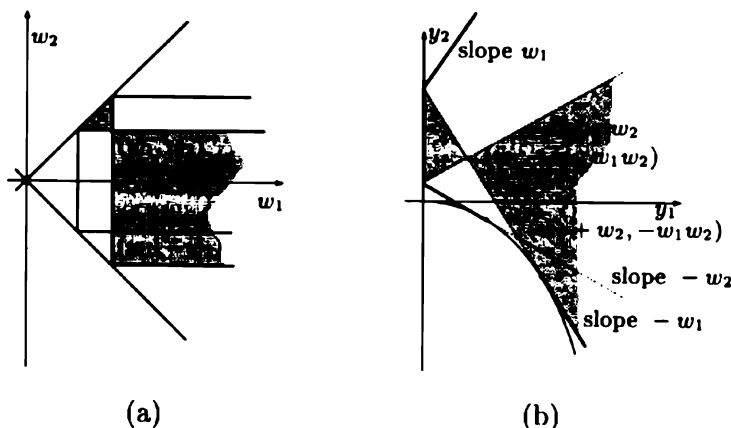 w₂
w₁
(a)
y₂
slope w₁
w₂
w₁w₂)
y₁
+ w₂, −w₁w₂)
slope − w₂
slope − w₁
(b)